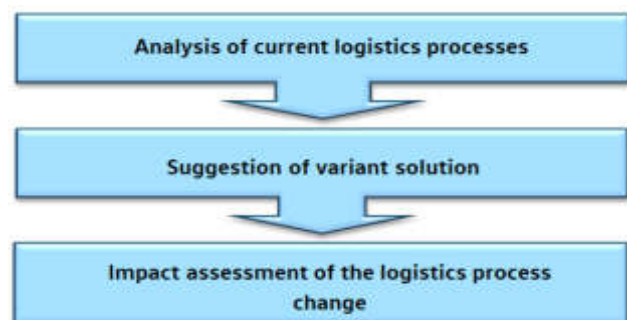 Analysis of current logistics processes
Suggestion of variant solution
Impact assessment of the logistics process
change